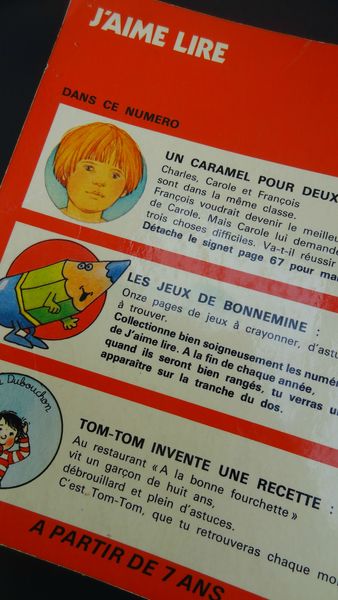 J'AIME LIRE
DANS CE NUMERO
UN CARAMEL POUR DEUX
Charles, Carole et François
sont dans la même classe.
François voudrait devenir le meilleu
de Carole. Mais Carole lui demande
trois choses difficiles. Va-t-il réussir
Détache le signet page 67 pour mar
LES JEUX DE BONNEMINE :
Onze pages de jeux à crayonner, d'astu
à trouver.
Collectionne bien soigneusement les numér
de J'aime lire. A la fin de chaque année,
quand ils seront bien rangés, tu verras un
apparaître sur la tranche du dos.
Dubouchon
TOM-TOM INVENTE UNE RECETTE :
Au restaurant « A la bonne fourchette »
vit un garçon de huit ans,
débrouillard et plein d'astuces.
C'est Tom-Tom, que tu retrouveras chaque moi
A PARTIR DE 7 ANS